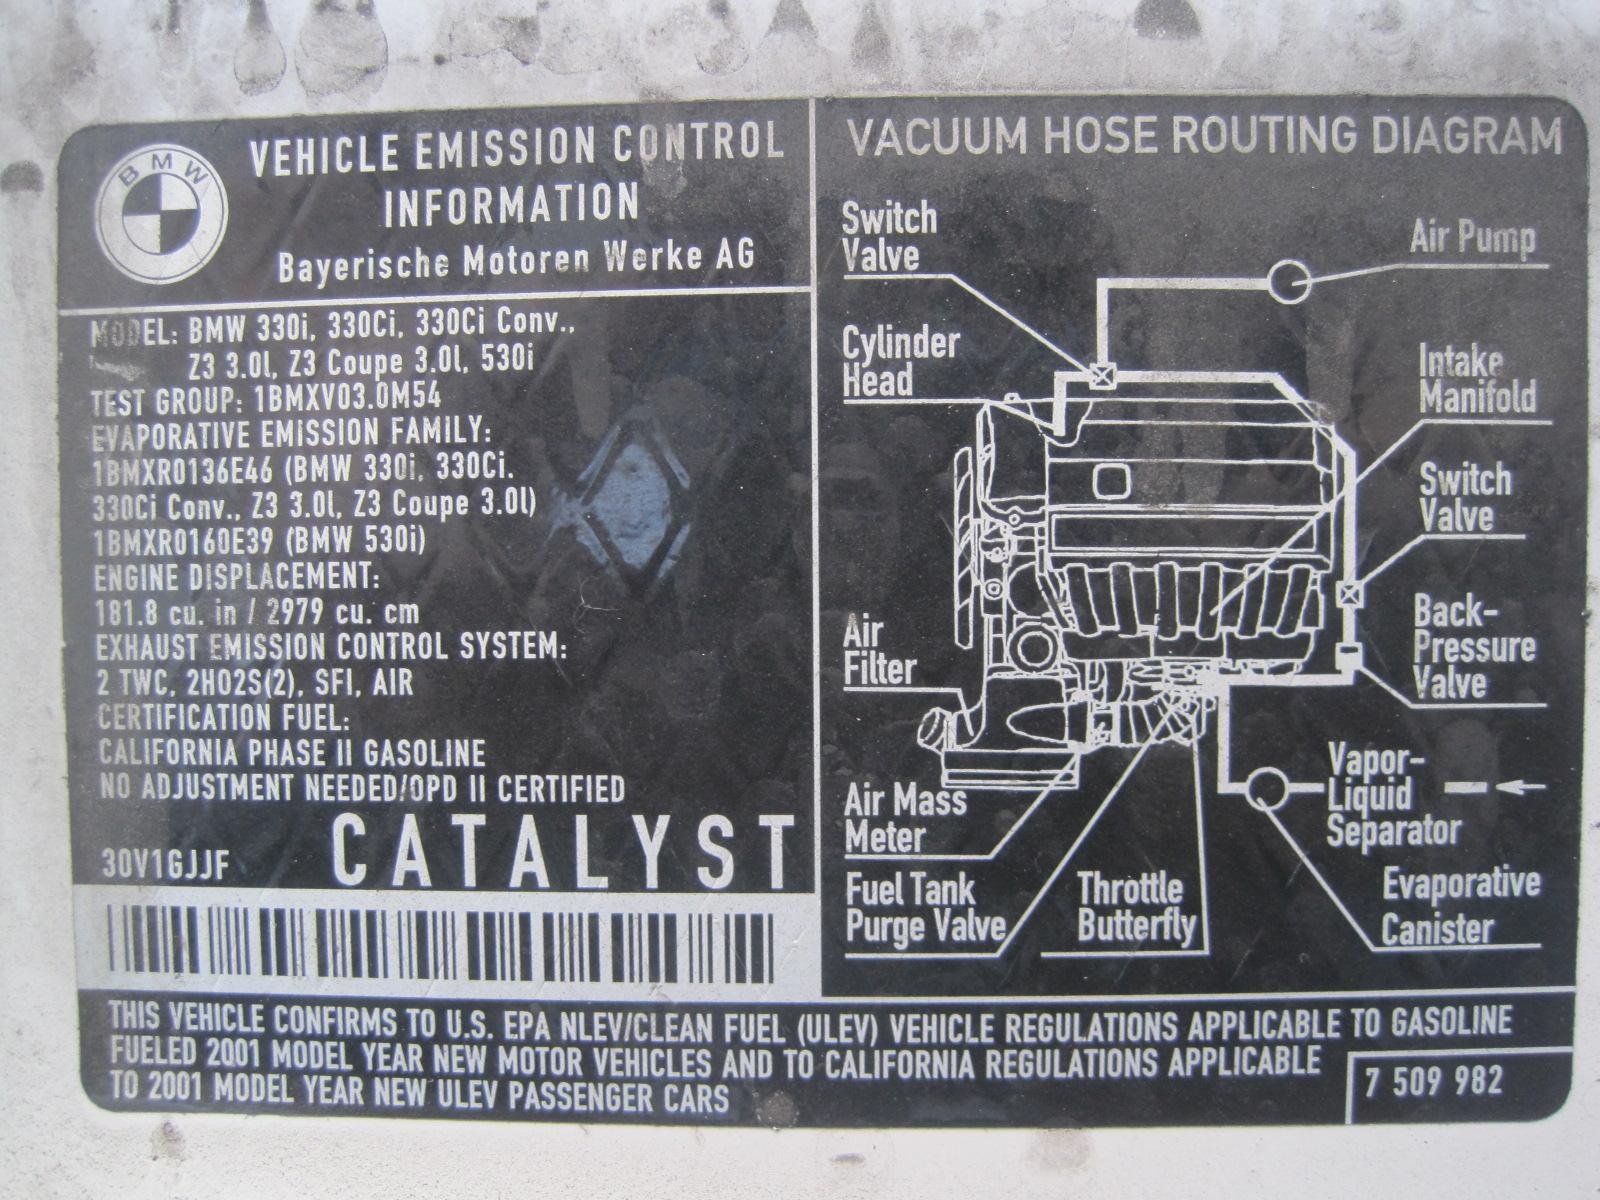 BMW
VEHICLE EMISSION CONTROL
INFORMATION
Bayerische Motoren Werke AG
MODEL: BMW 330i, 330Ci, 330Ci Conv.,
Z3 3.0l, Z3 Coupe 3.0l, 530i
TEST GROUP: 1BMXV03.0M54
EVAPORATIVE EMISSION FAMILY:
1BMXR0136E46 (BMW 330i, 330Ci.
330Ci Conv., Z3 3.0l, Z3 Coupe 3.0l)
1BMXR0160E39 (BMW 530i)
ENGINE DISPLACEMENT:
181.8 cu. in / 2979 cu. cm
EXHAUST EMISSION CONTROL SYSTEM:
2 TWC, 2HO2S(2), SFI, AIR
CERTIFICATION FUEL:
CALIFORNIA PHASE II GASOLINE
NO ADJUSTMENT NEEDED/OPD II CERTIFIED
30V1GJJF
CATALYST
VACUUM HOSE ROUTING DIAGRAM
Switch
Valve
Air Pump
Cylinder
Head
Intake
Manifold
Switch
Valve
Air
Filter
Back-
Pressure
Valve
Air Mass
Meter
Vapor-
Liquid
Separator
Fuel Tank
Purge Valve
Throttle
Butterfly
Evaporative
Canister
THIS VEHICLE CONFIRMS TO U.S. EPA NLEV/CLEAN FUEL (ULEV) VEHICLE REGULATIONS APPLICABLE TO GASOLINE
FUELED 2001 MODEL YEAR NEW MOTOR VEHICLES AND TO CALIFORNIA REGULATIONS APPLICABLE
TO 2001 MODEL YEAR NEW ULEV PASSENGER CARS
7 509 982